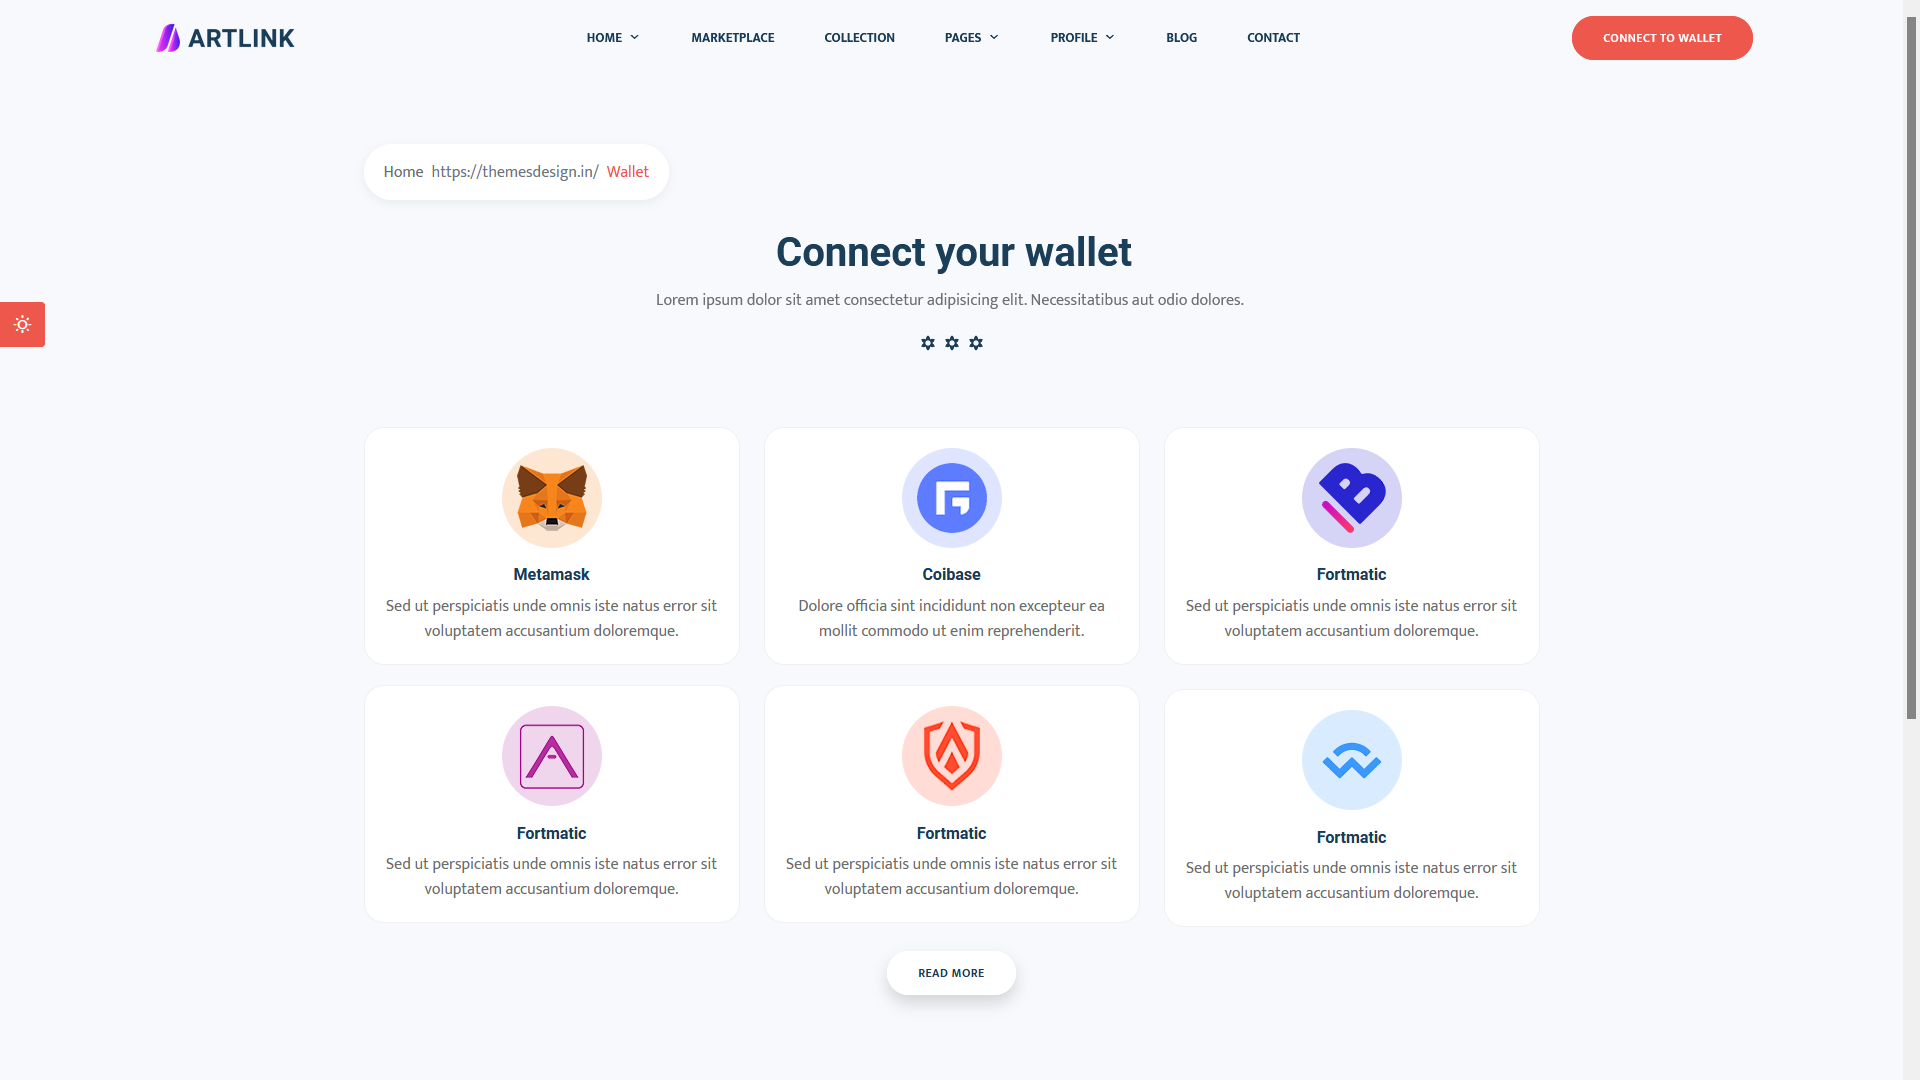 ARTLINK
HOME
MARKETPLACE
COLLECTION
PAGES
PROFILE
BLOG
CONTACT
CONNECT TO WALLET
Home https://themesdesign.in/ Wallet
Connect your wallet
Lorem ipsum dolor sit amet consectetur adipisicing elit. Necessitatibus aut odio dolores.
Metamask
Sed ut perspiciatis unde omnis iste natus error sit
voluptatem accusantium doloremque.
Coibase
Dolore officia sint incididunt non excepteur ea
mollit commodo ut enim reprehenderit.
Fortmatic
Sed ut perspiciatis unde omnis iste natus error sit
voluptatem accusantium doloremque.
Fortmatic
Sed ut perspiciatis unde omnis iste natus error sit
voluptatem accusantium doloremque.
Fortmatic
Sed ut perspiciatis unde omnis iste natus error sit
voluptatem accusantium doloremque.
Fortmatic
Sed ut perspiciatis unde omnis iste natus error sit
voluptatem accusantium doloremque.
READ MORE